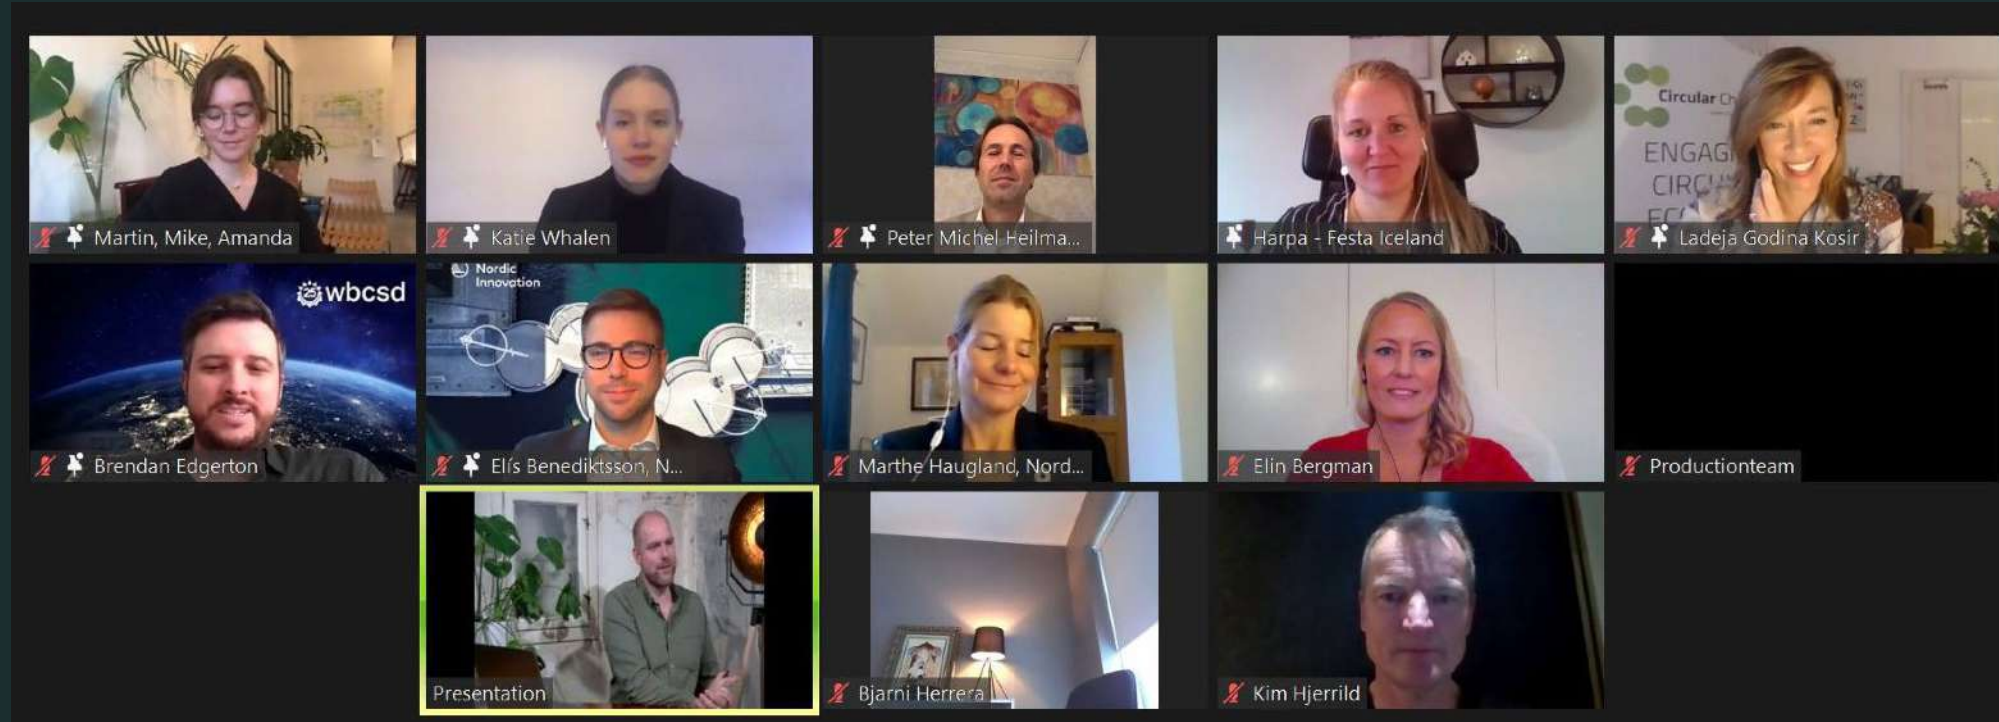 Martin, Mike, Amanda
Katie Whalen
Peter Michel Heilma...
Harpa - Festa Iceland
Circular
ENGAG
CIRCU
Ladeja Godina Kosir
wbcsd
Brendan Edgerton
Nordic
Innovation
Elís Benediktsson, N...
Marthe Haugland, Nord...
Elin Bergman
Productionteam
Presentation
Bjarni Herrera
Kim Hjerrild